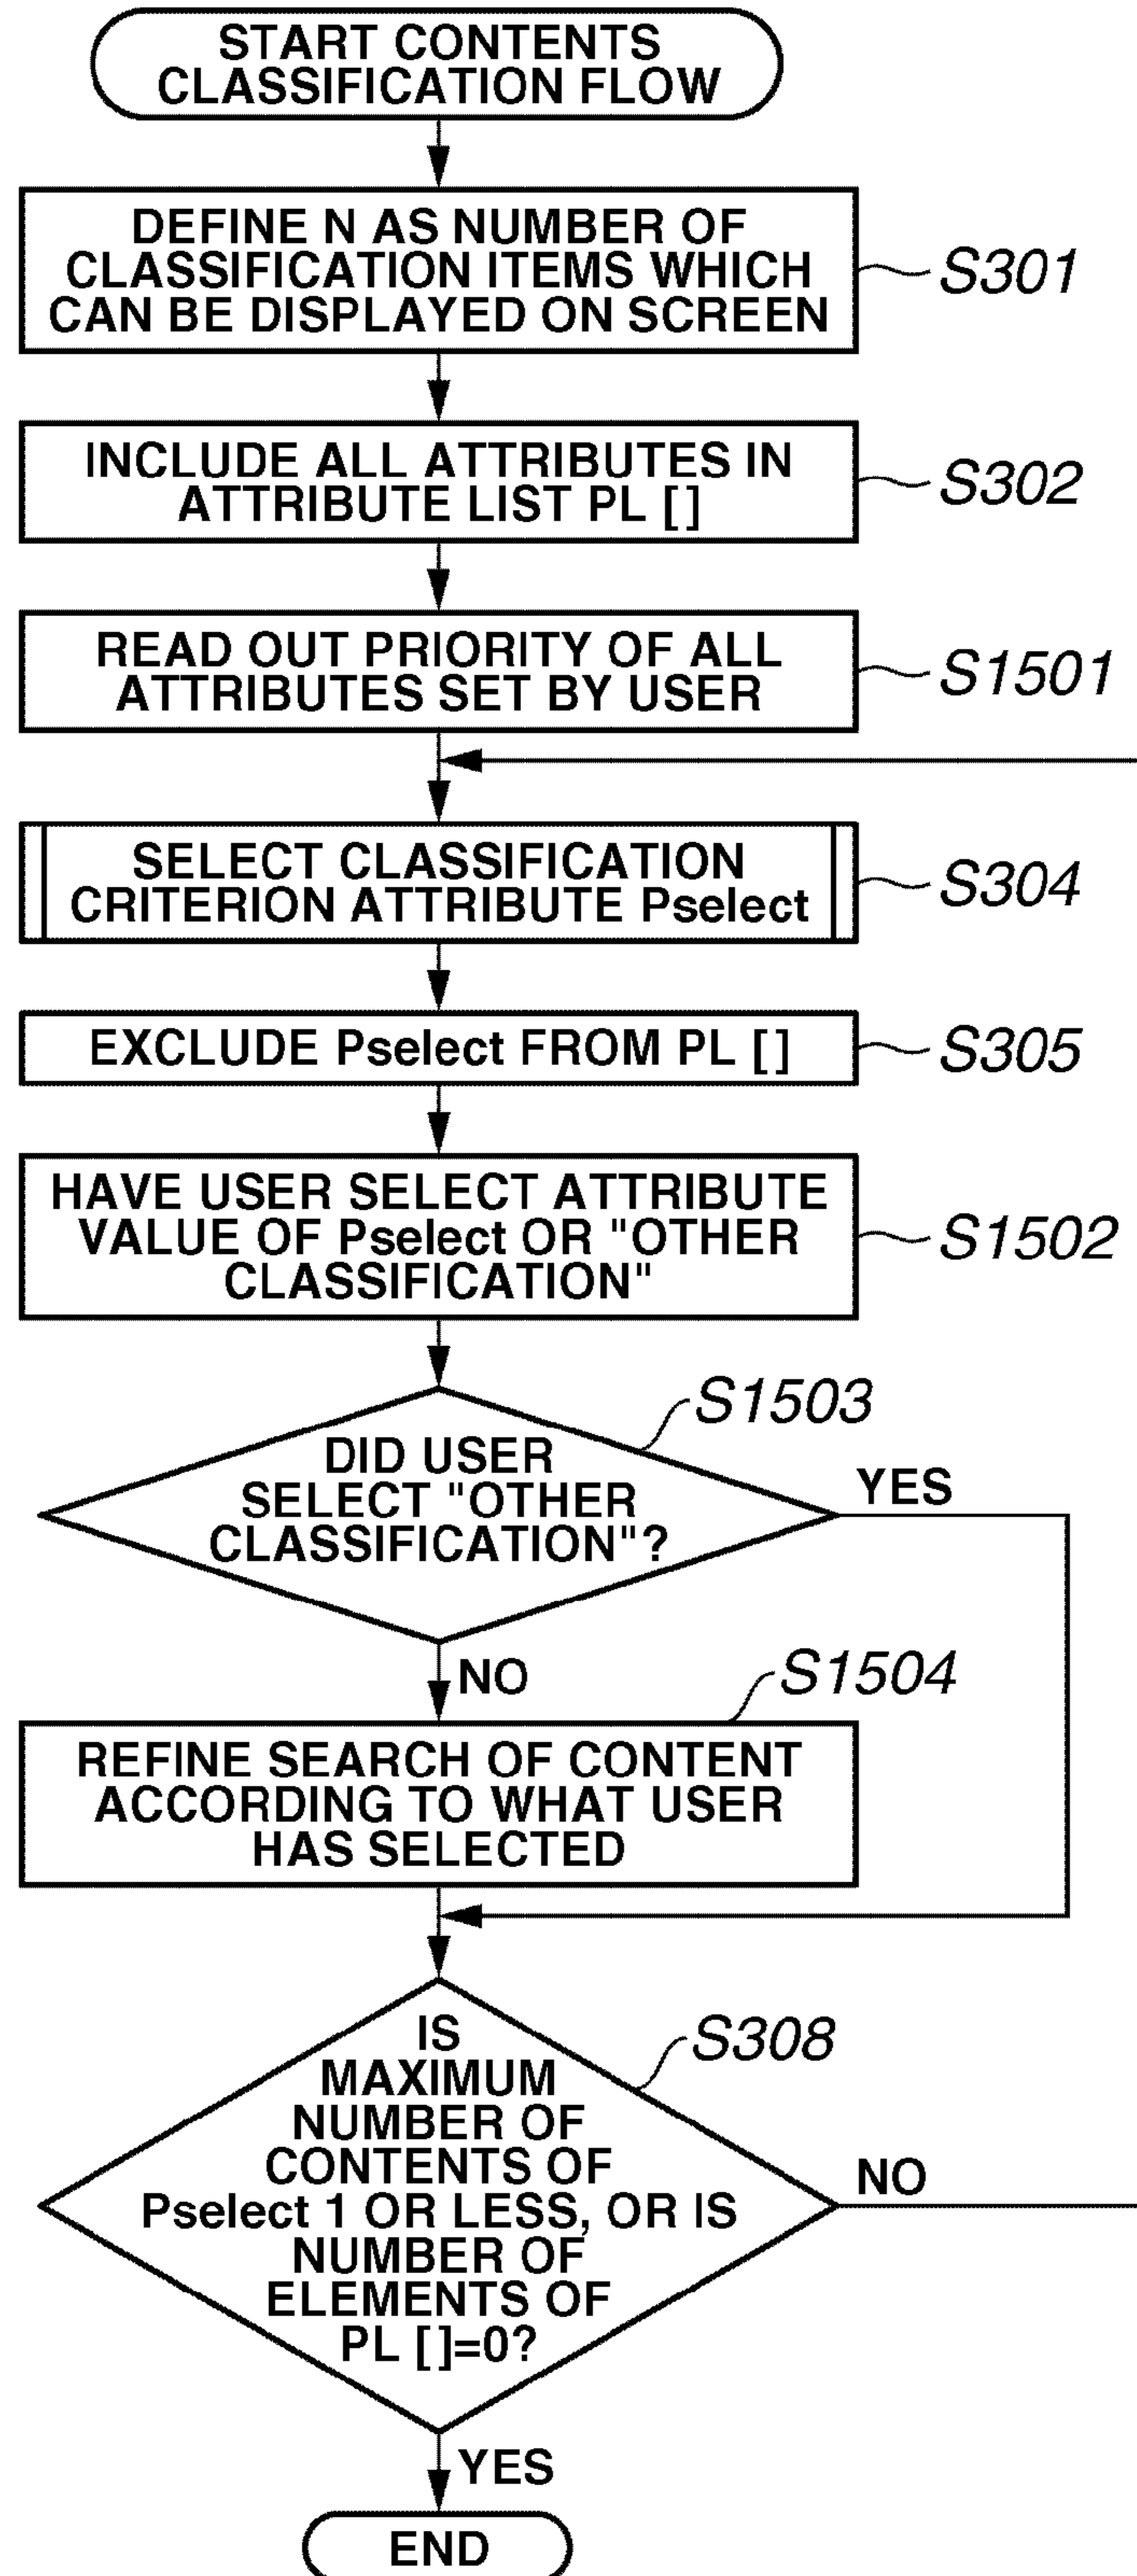 START CONTENTS
CLASSIFICATION FLOW
DEFINE N AS NUMBER OF
CLASSIFICATION ITEMS WHICH
CAN BE DISPLAYED ON SCREEN
S301
INCLUDE ALL ATTRIBUTES IN
ATTRIBUTE LIST PL [ ]
S302
READ OUT PRIORITY OF ALL
ATTRIBUTES SET BY USER
S1501
SELECT CLASSIFICATION
CRITERION ATTRIBUTE Pselect
S304
EXCLUDE Pselect FROM PL [ ]
S305
HAVE USER SELECT ATTRIBUTE
VALUE OF Pselect OR "OTHER
CLASSIFICATION"
S1502
S1503
DID USER
SELECT "OTHER
CLASSIFICATION"?
YES
NO
S1504
REFINE SEARCH OF CONTENT
ACCORDING TO WHAT USER
HAS SELECTED
S308
IS
MAXIMUM
NUMBER OF
CONTENTS OF
Pselect 1 OR LESS, OR IS
NUMBER OF
ELEMENTS OF
PL [ ]=0?
NO
YES
END